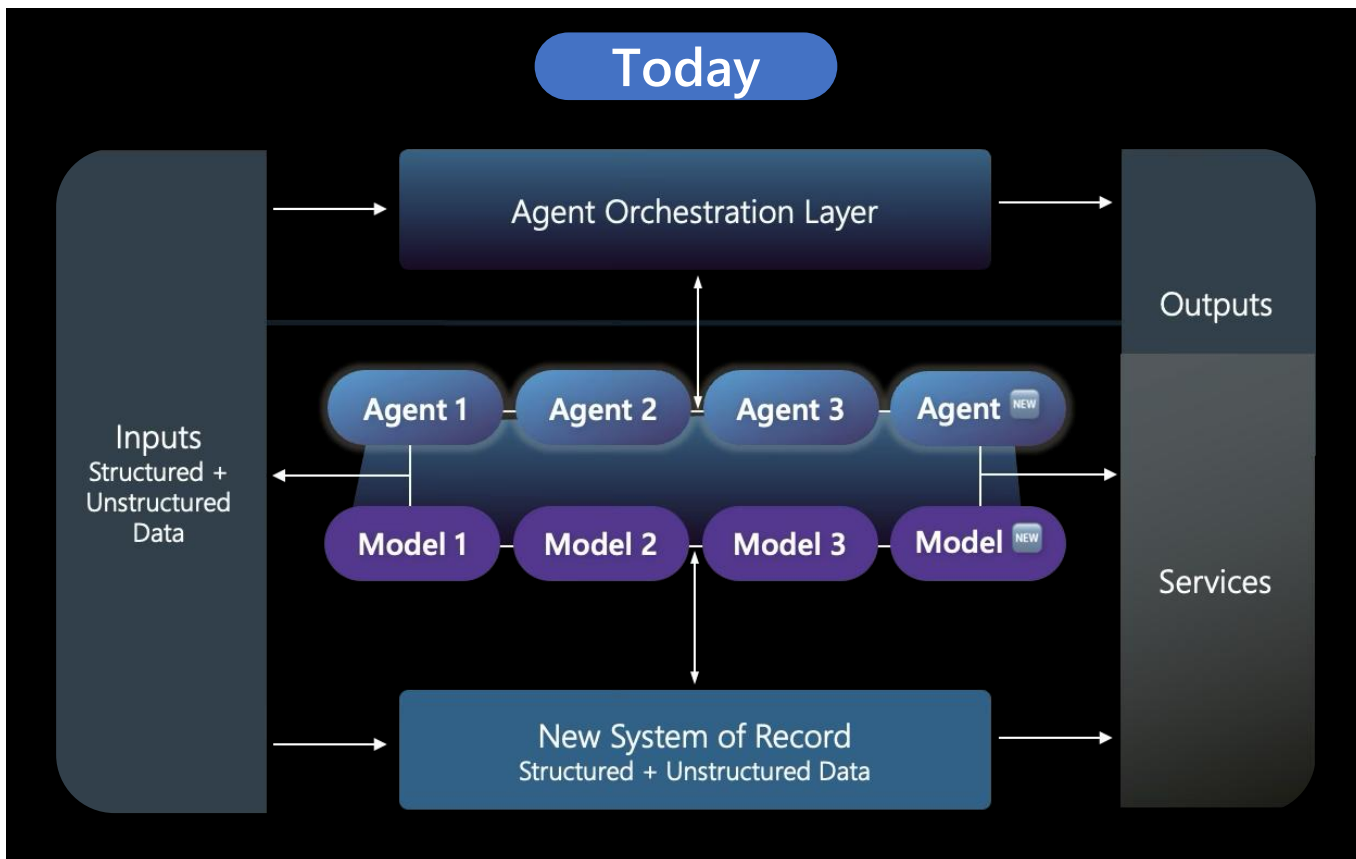 Today
Agent Orchestration Layer
Outputs
Agent 1
Agent 2
Agent 3
Agent NEW
Inputs
Structured +
Unstructured
Data
Model 1
Model 2
Model 3
Model NEW
Services
New System of Record
Structured + Unstructured Data